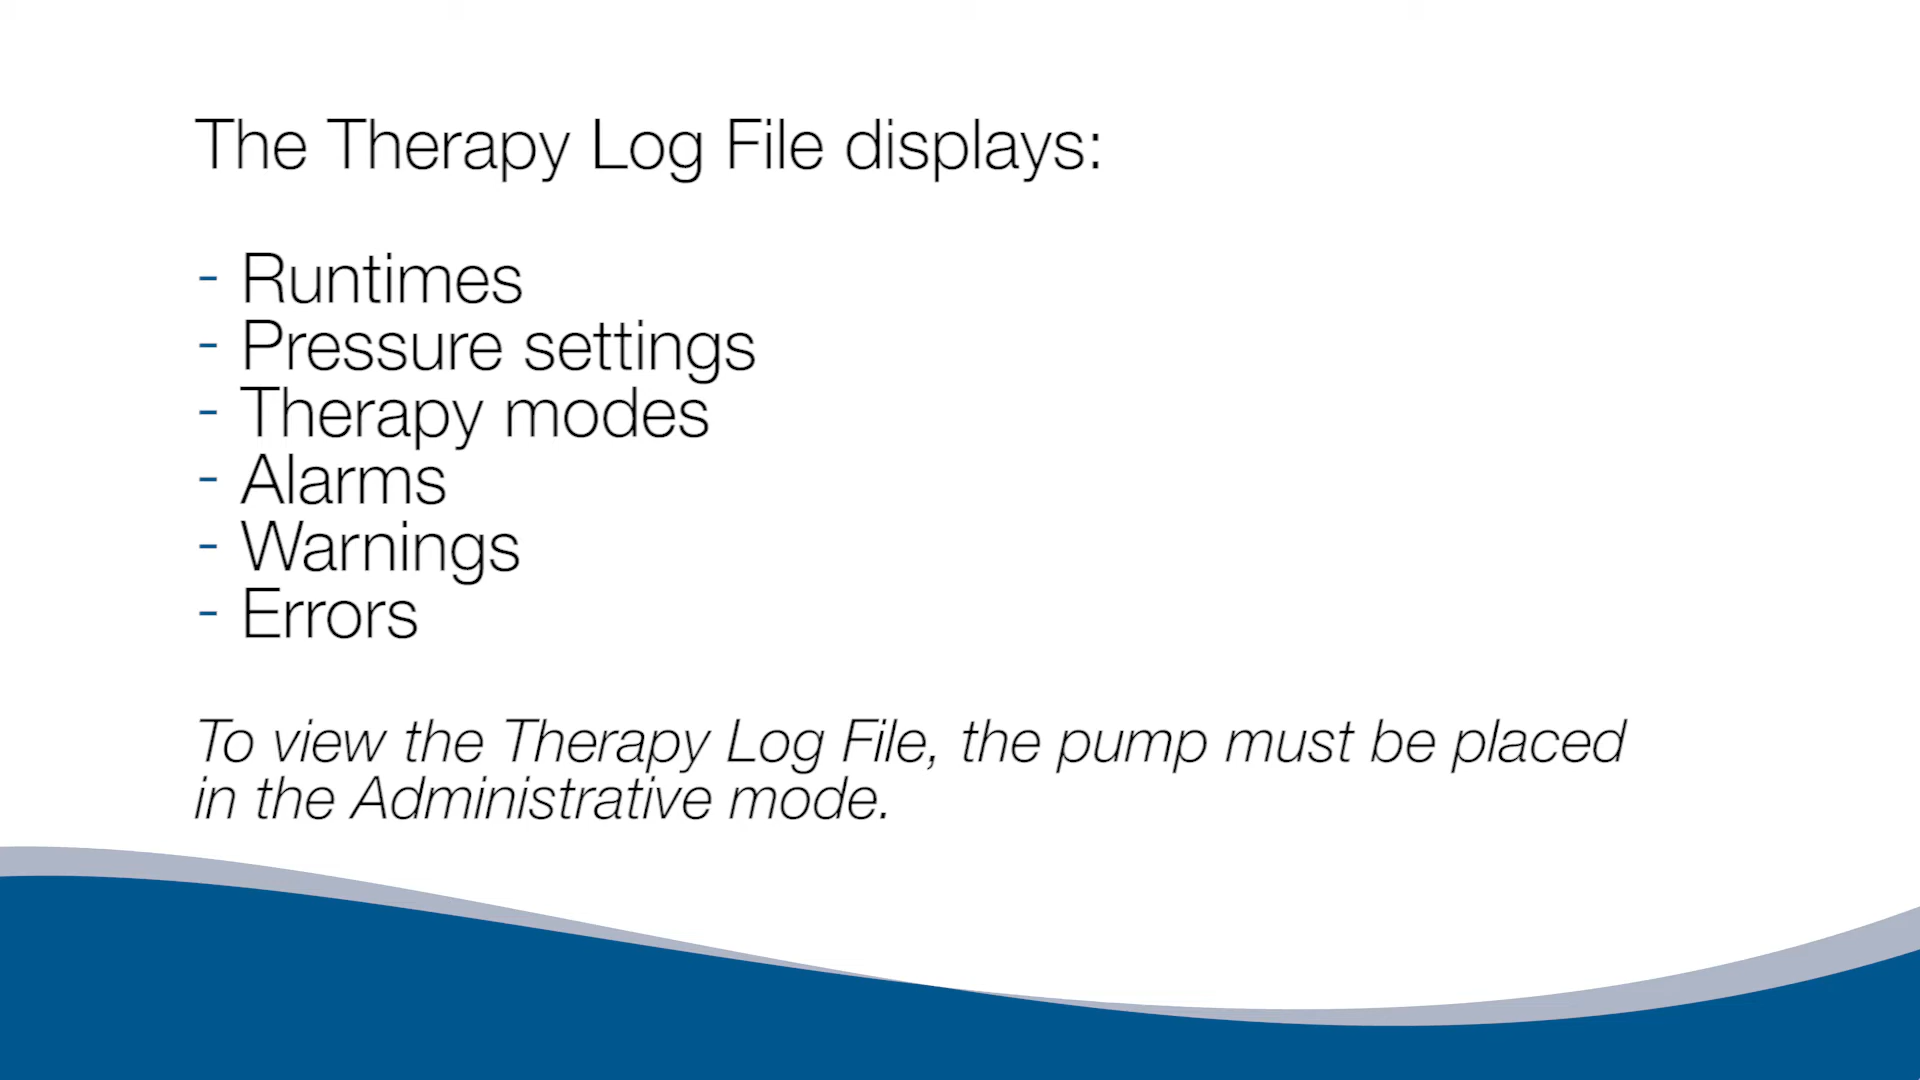 The Therapy Log File displays:
- Runtimes
- Pressure settings
- Therapy modes
- Alarms
- Warnings
- Errors
To view the Therapy Log File, the pump must be placed
in the Administrative mode.